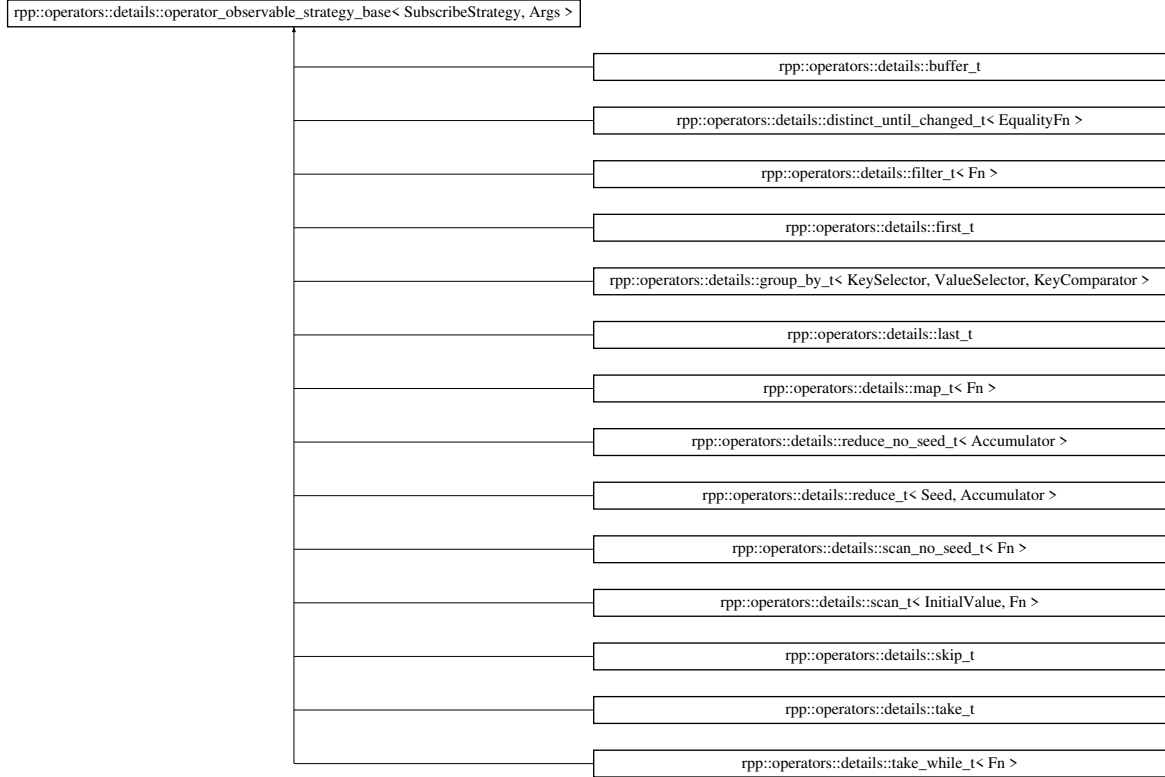 rpp::operators::details::operator_observable_strategy_base< SubscribeStrategy, Args >
rpp::operators::details::buffer_t
rpp::operators::details::distinct_until_changed_t< EqualityFn >
rpp::operators::details::filter_t< Fn >
rpp::operators::details::first_t
rpp::operators::details::group_by_t< KeySelector, ValueSelector, KeyComparator >
rpp::operators::details::last_t
rpp::operators::details::map_t< Fn >
rpp::operators::details::reduce_no_seed_t< Accumulator >
rpp::operators::details::reduce_t< Seed, Accumulator >
rpp::operators::details::scan_no_seed_t< Fn >
rpp::operators::details::scan_t< InitialValue, Fn >
rpp::operators::details::skip_t
rpp::operators::details::take_t
rpp::operators::details::take_while_t< Fn >